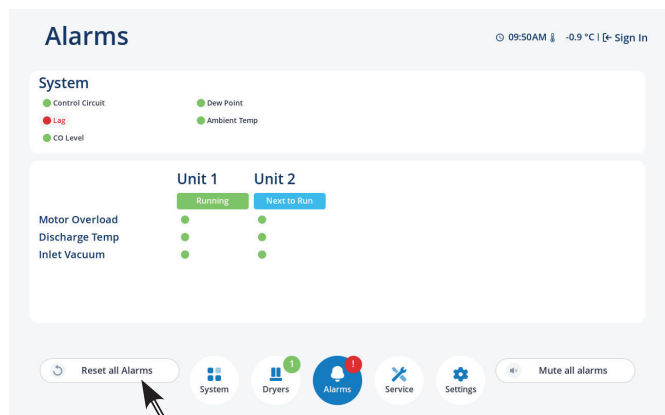 Alarms
09:50AM -0.9 °C | Sign In
System
Control Circuit Dew Point
Lag Ambient Temp
CO Level
Unit 1 Unit 2
Running Next to Run
Motor Overload
Discharge Temp
Inlet Vacuum
Reset all Alarms
System
Dryers 1
Alarms !
Service
Settings
Mute all alarms